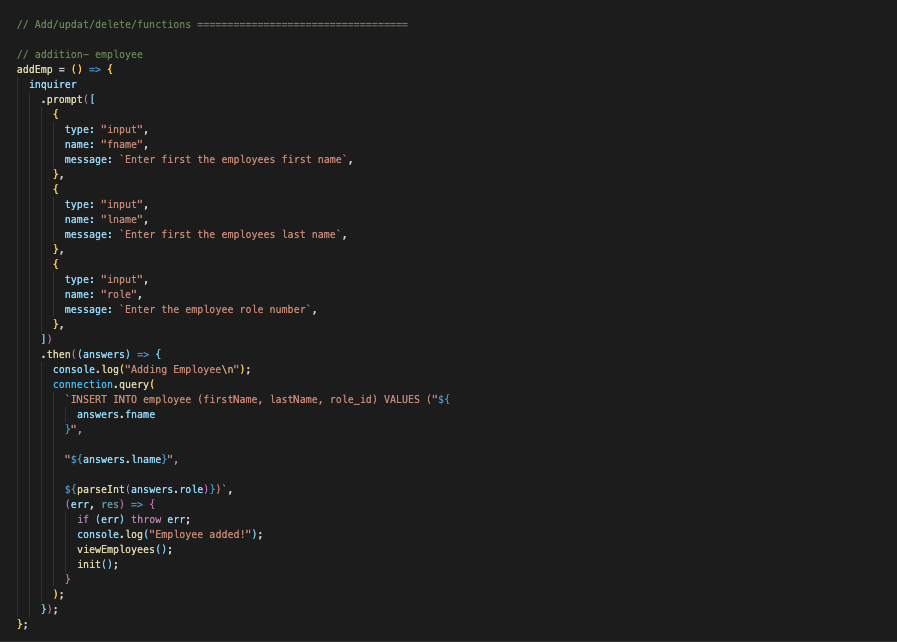 // Add/updat/delete/functions ===================================
// addition- employee
addEmp = () => {
inquirer
.prompt([
{
type: "input",
name: "fname",
message: `Enter first the employees first name`,
},
{
type: "input",
name: "lname",
message: `Enter first the employees last name`,
},
{
type: "input",
name: "role",
message: `Enter the employee role number`,
},
])
.then((answers) => {
console.log("Adding Employee\n");
connection.query(
`INSERT INTO employee (firstName, lastName, role_id) VALUES ("${
answers.fname
}",
"${answers.lname}",
${parseInt(answers.role)})`,
(err, res) => {
if (err) throw err;
console.log("Employee added!");
viewEmployees();
init();
}
);
});
};